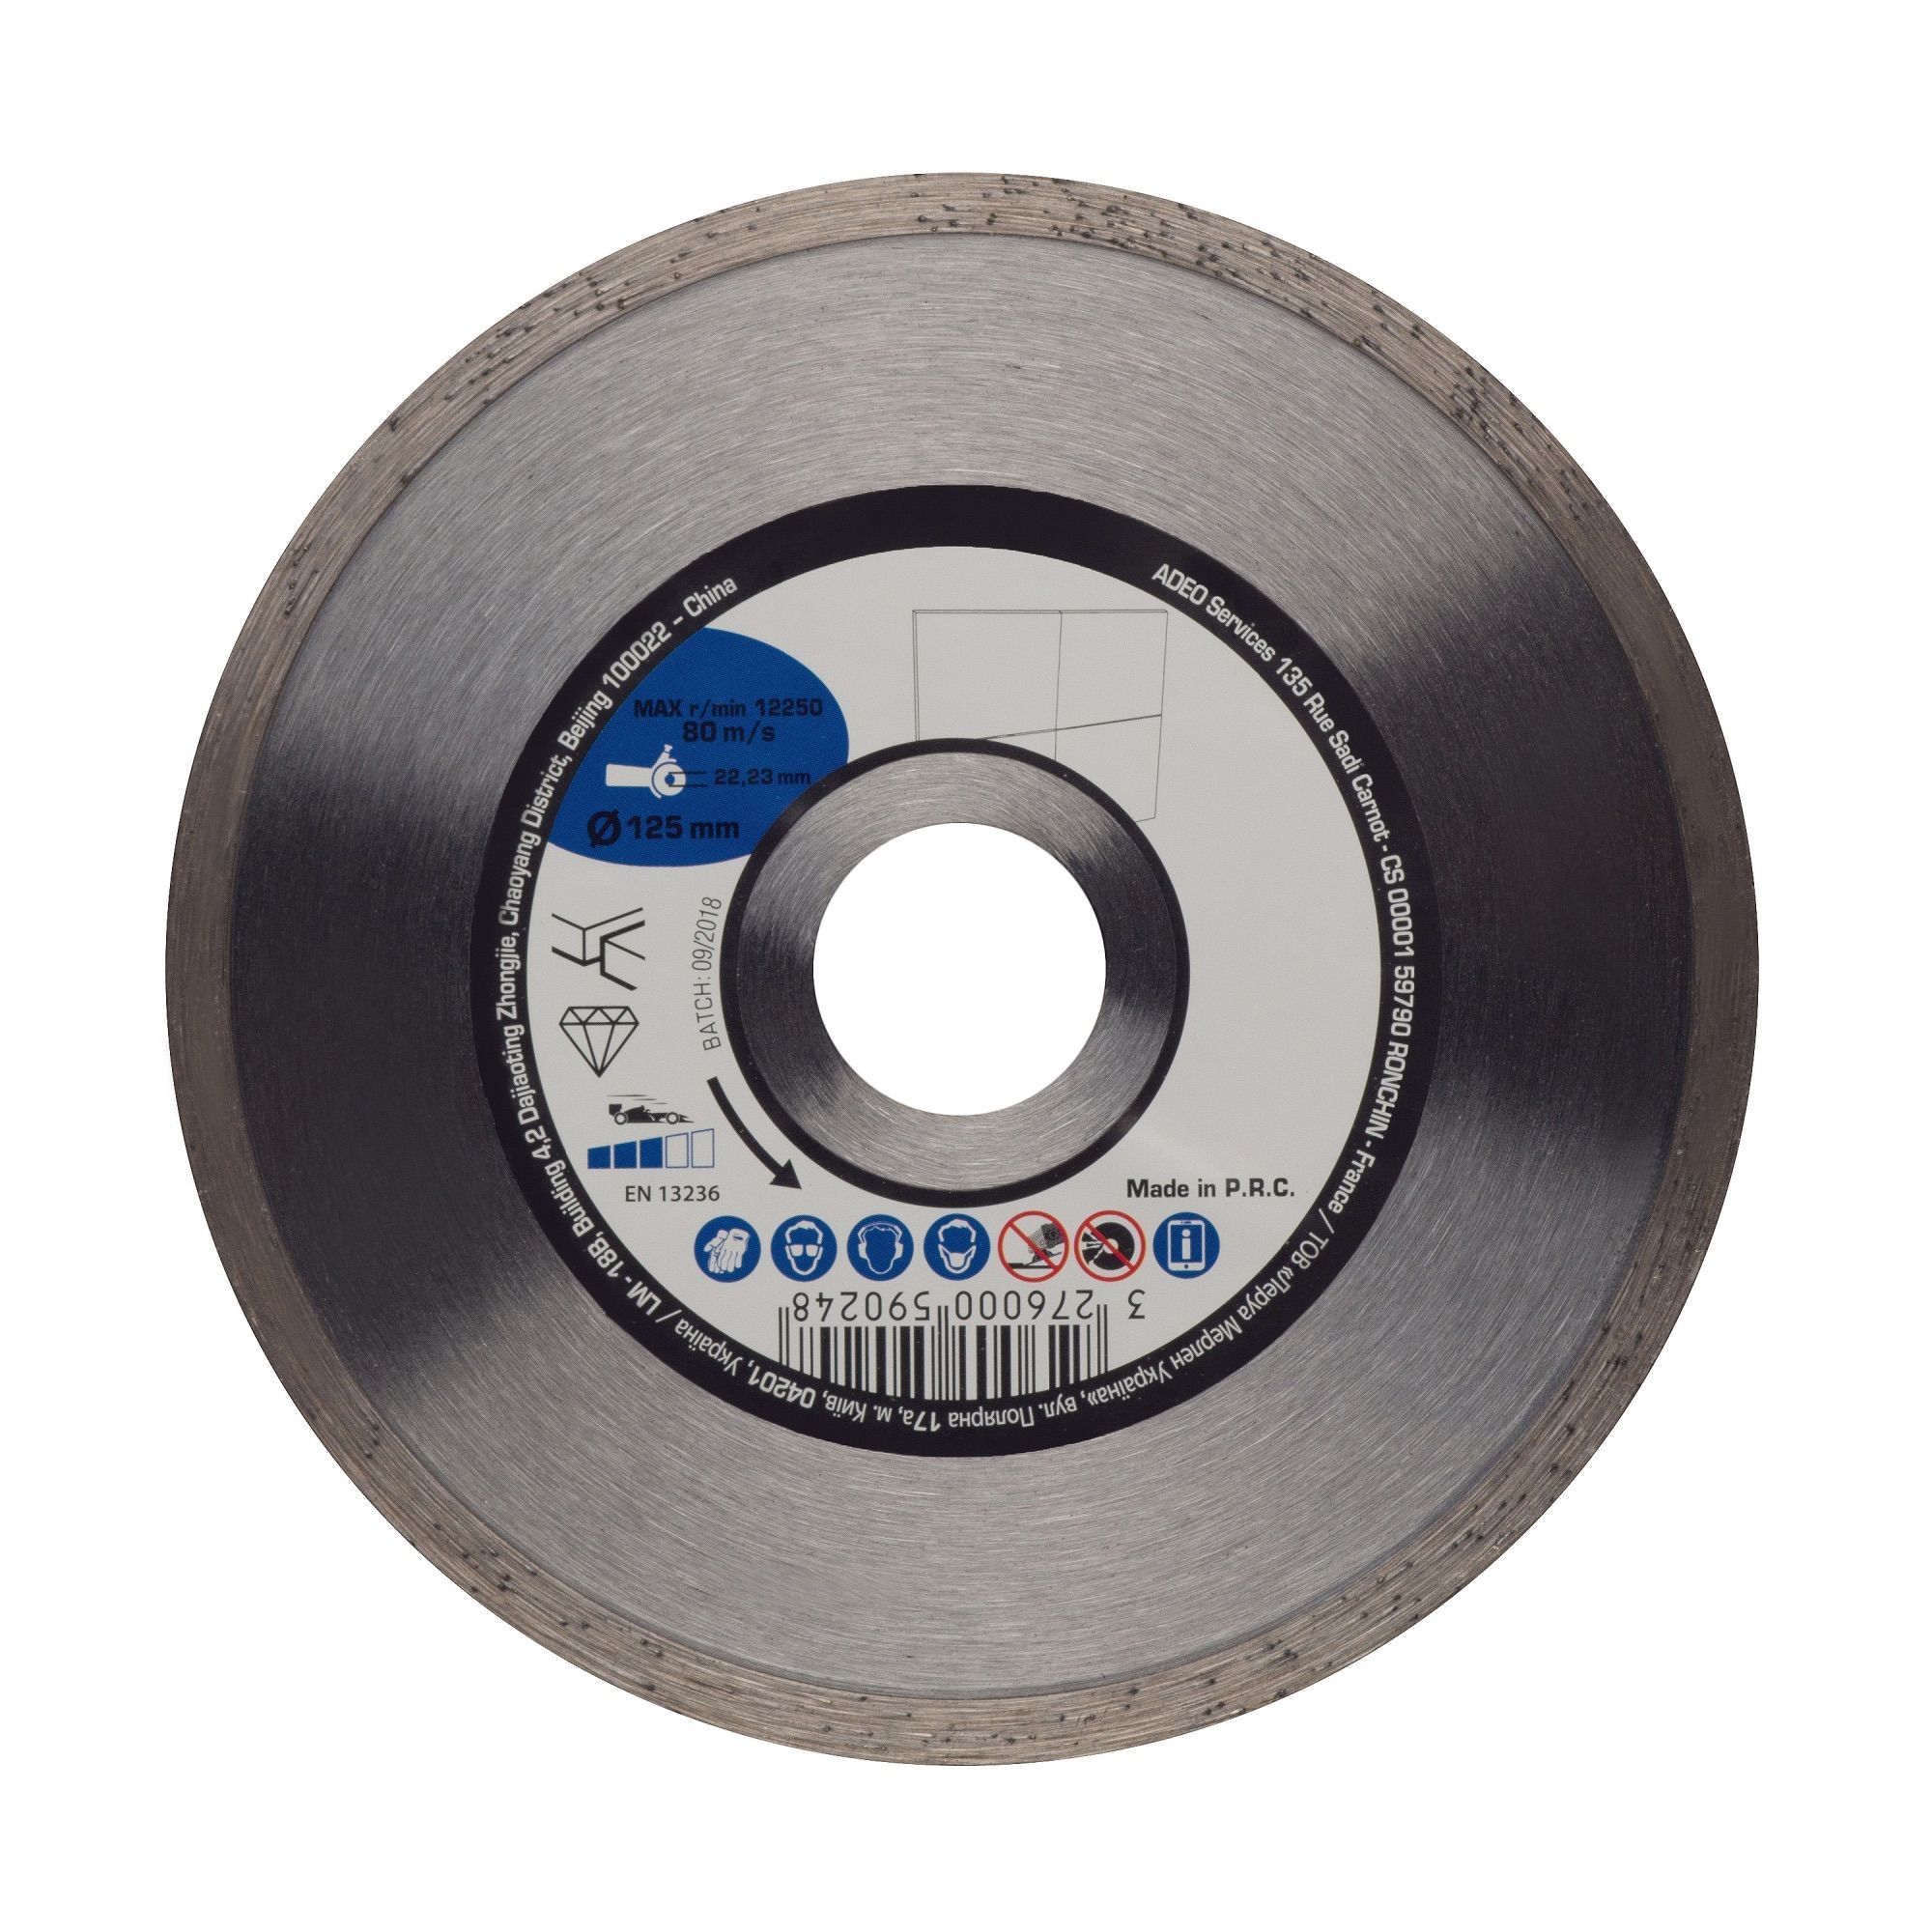 ADEO Services 135 Rue Sadi Carnot - CS 00001 59790 RONCHIN - France / ТОВ «Леруа Мерлен Україна», вул. Полярна 17а, м. Київ, 04201, Україна / LM - 18B, Building 4,2 Dajiaoting Zhongjie, Chaoyang District, Beijing 100022 - China
MAX r/min 12250
80 m/s
22,23 mm
Ø 125 mm
BATCH: 09/2018
EN 13236
Made in P.R.C.
3 276000 590248